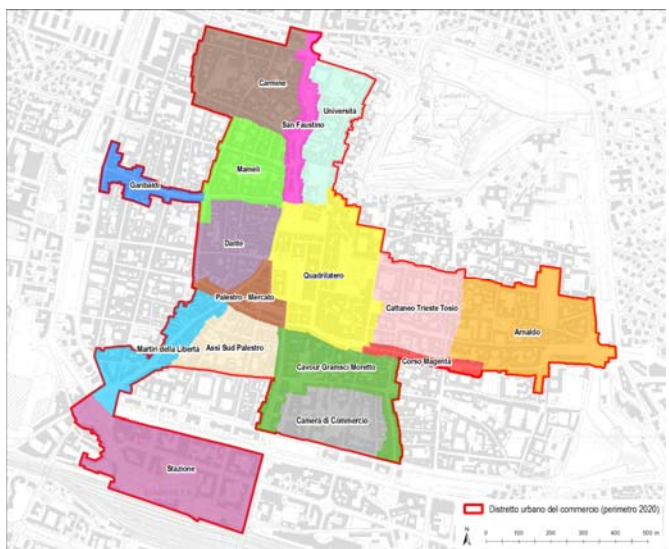 Carmine
Università
San Faustino
Mameli
Garibaldi
Dante
Quadrilatero
Palestro - Mercato
Cattaneo Trieste Tosio
Arnaldo
Martiri della Libertà
Assi Sud Palestro
Corso Magenta
Cavour Gramsci Moretto
Camera di Commercio
Stazione
Distretto urbano del commercio (perimetro 2020)
N
0 100 200 300 400 500 m